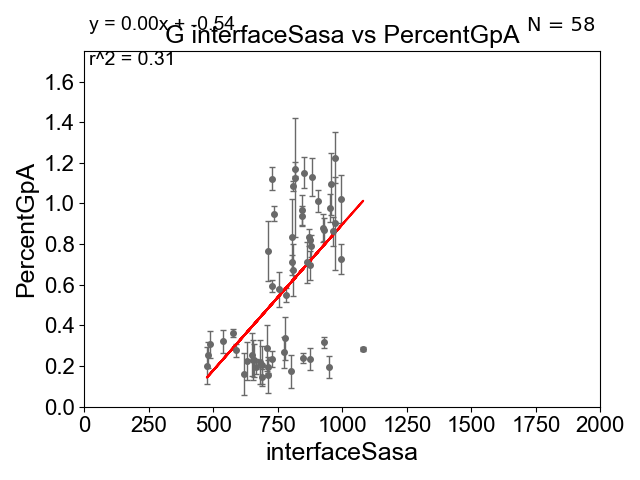 y = 0.00x + -0.54
N = 58
G interfaceSasa vs PercentGpA
r^2 = 0.31
PercentGpA
1.6
1.4
1.2
1.0
0.8
0.6
0.4
0.2
0.0
0 250 500 750 1000 1250 1500 1750 2000
interfaceSasa